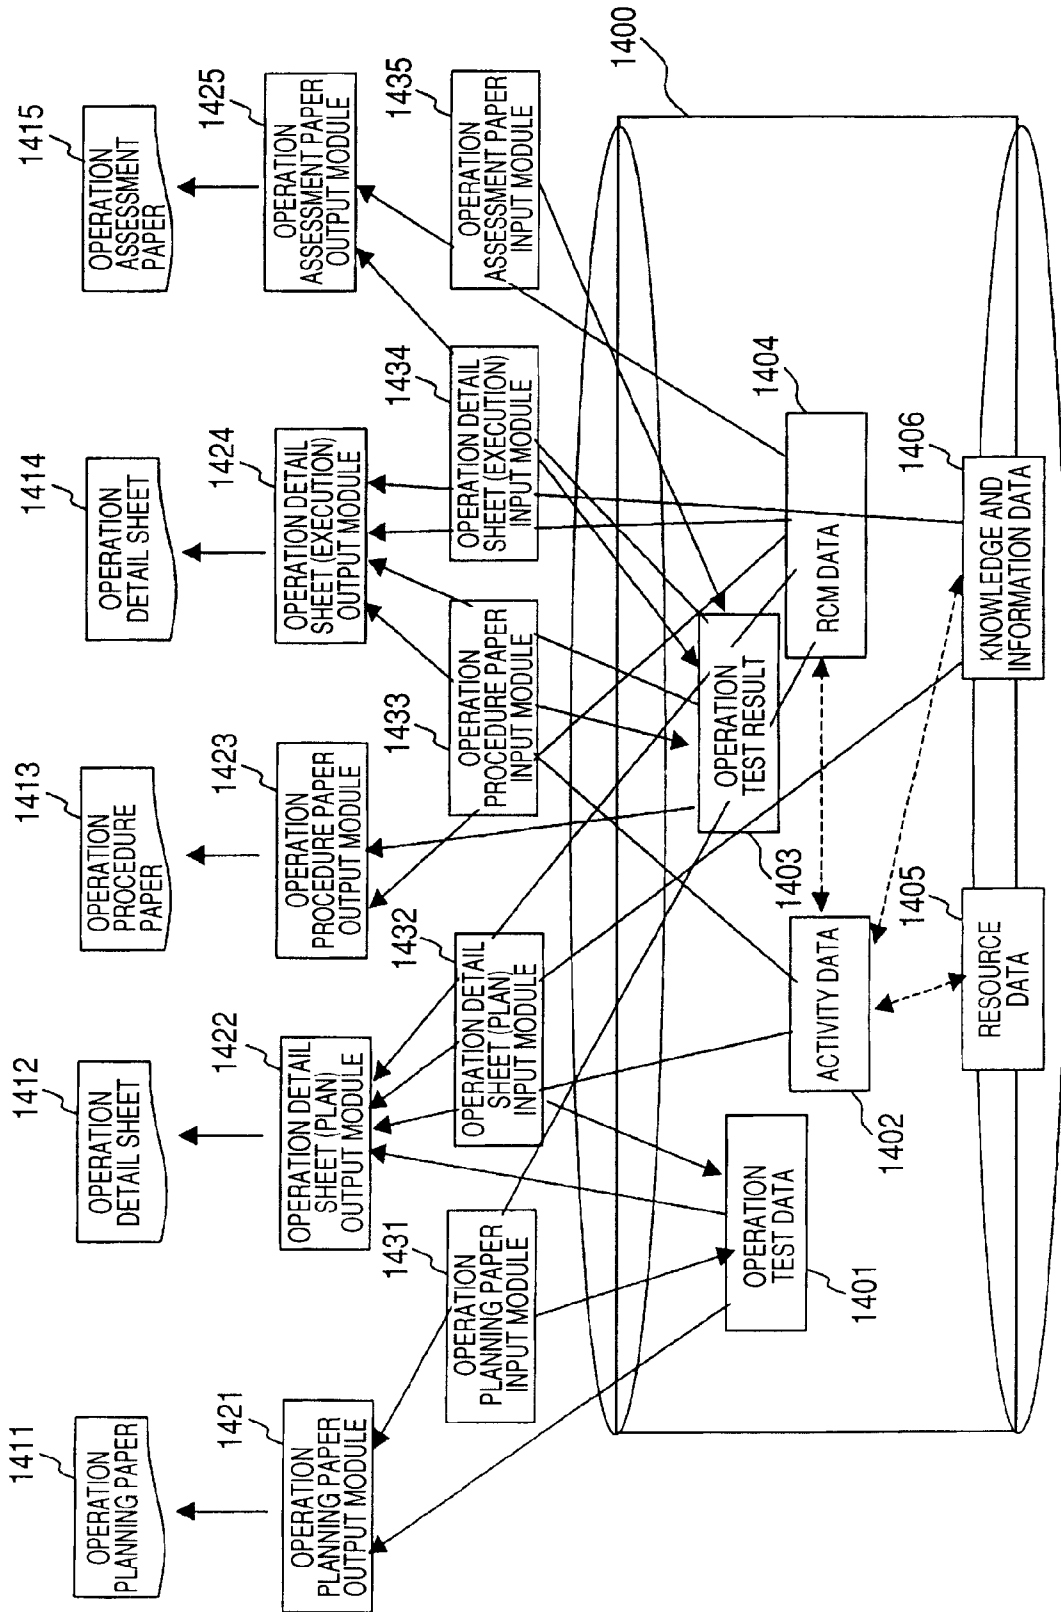 1411
OPERATION
PLANNING PAPER
1412
OPERATION
DETAIL SHEET
1413
OPERATION
PROCEDURE
PAPER
1414
OPERATION
DETAIL SHEET
1415
OPERATION
ASSESSMENT
PAPER
1421
OPERATION
PLANNING PAPER
OUTPUT MODULE
1422
OPERATION DETAIL
SHEET (PLAN)
OUTPUT MODULE
1423
OPERATION
PROCEDURE PAPER
OUTPUT MODULE
1424
OPERATION DETAIL
SHEET (EXECUTION)
OUTPUT MODULE
1425
OPERATION
ASSESSMENT PAPER
OUTPUT MODULE
1431
OPERATION
PLANNING PAPER
INPUT MODULE
1432
OPERATION DETAIL
SHEET (PLAN)
INPUT MODULE
1433
OPERATION
PROCEDURE PAPER
INPUT MODULE
1434
OPERATION DETAIL
SHEET (EXECUTION)
INPUT MODULE
1435
OPERATION
ASSESSMENT PAPER
INPUT MODULE
1400
OPERATION
TEST DATA
1401
ACTIVITY DATA
1402
OPERATION
TEST RESULT
1403
RCM DATA
1404
1405
RESOURCE
DATA
1406
KNOWLEDGE AND
INFORMATION DATA